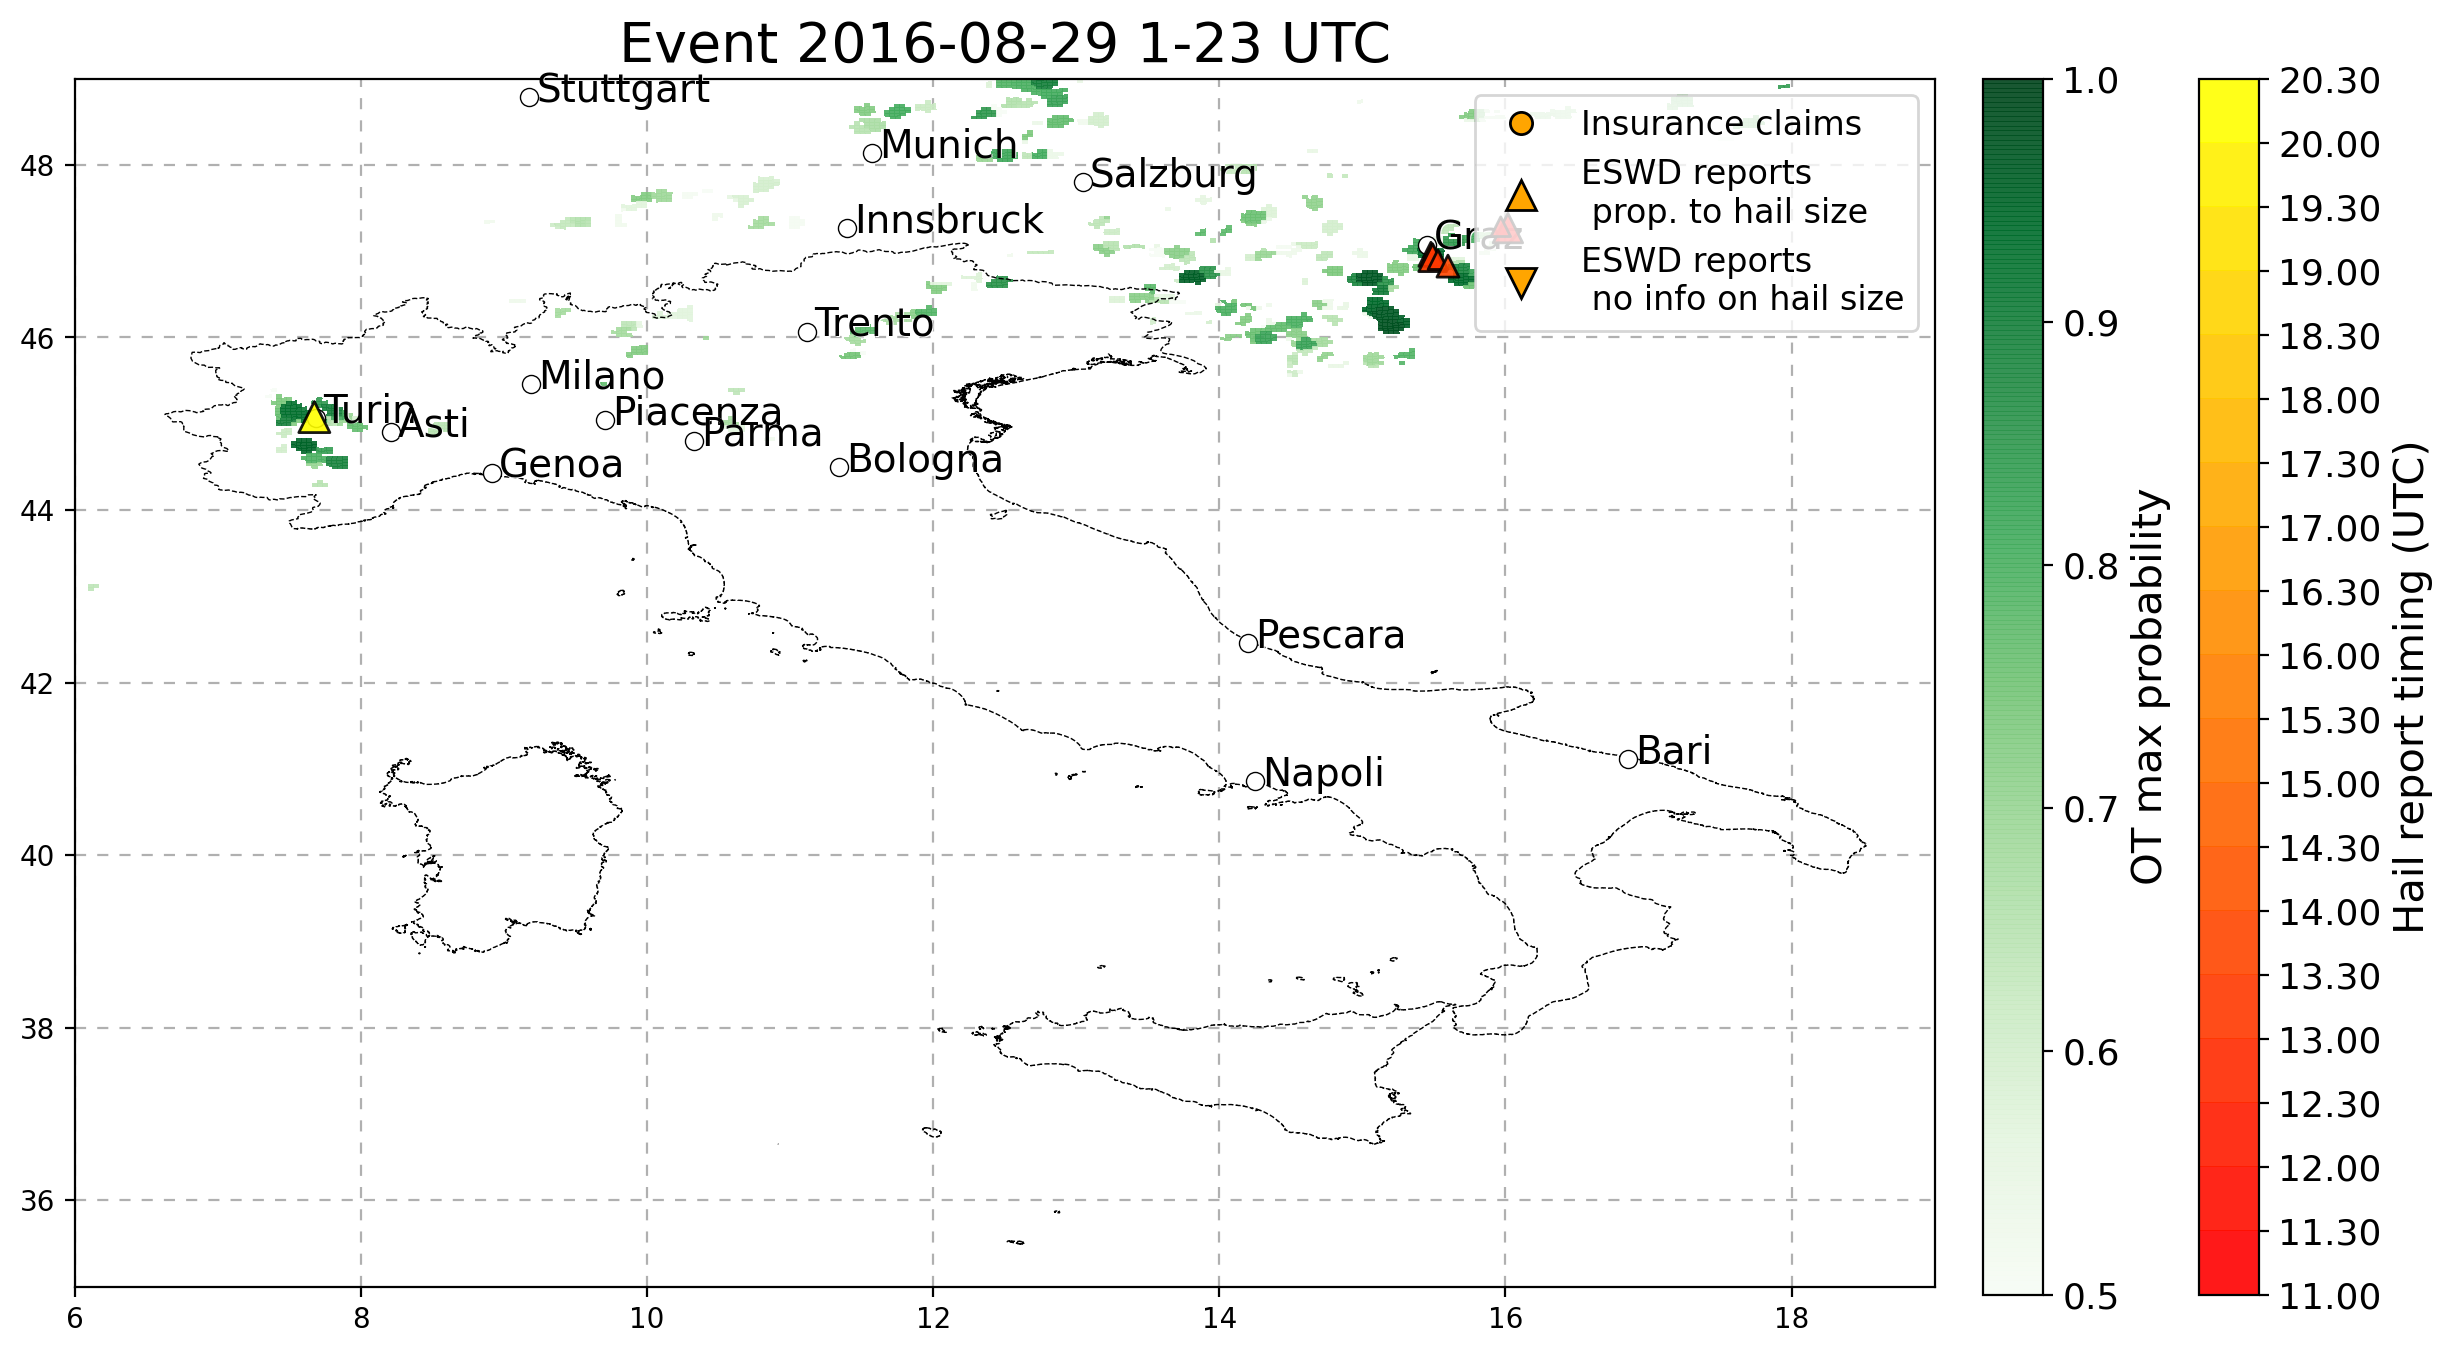 Event 2016-08-29 1-23 UTC
Stuttgart
Munich
Salzburg
Innsbruck
Graz
Trento
Milano
Turin
Asti
Piacenza
Parma
Genoa
Bologna
Pescara
Bari
Napoli
Insurance claims
ESWD reports
prop. to hail size
ESWD reports
no info on hail size
48
46
44
42
40
38
36
6
8
10
12
14
16
18
1.0
0.9
0.8
0.7
0.6
0.5
OT max probability
20.30
20.00
19.30
19.00
18.30
18.00
17.30
17.00
16.30
16.00
15.30
15.00
14.30
14.00
13.30
13.00
12.30
12.00
11.30
11.00
Hail report timing (UTC)